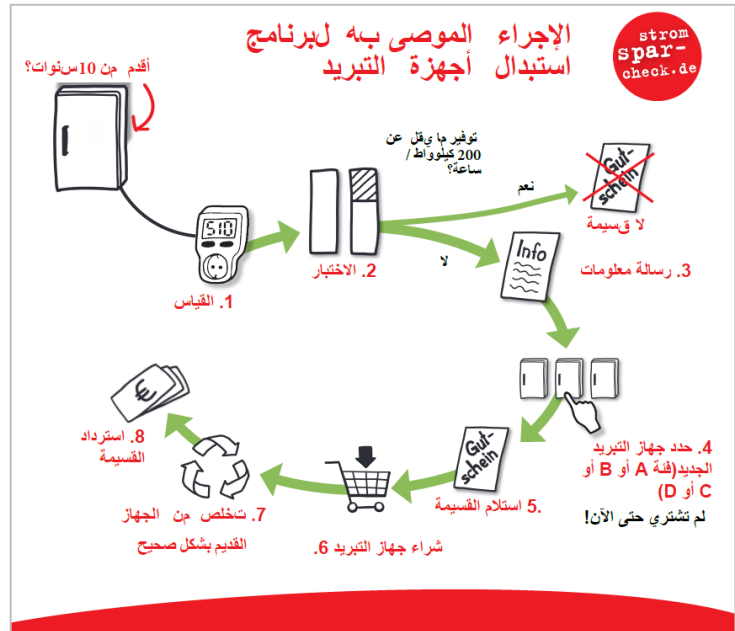 الإجراء الموصى به لبرنامج
استبدال أجهزة التبريد
strom
spar-
check.de
أقدم من 10سنوات؟
توفير ما يقل عن
200 كيلوواط /
ساعة؟
نعم
Gut-
schein
لا قسيمة
510
1. القياس
2. الاختبار
لا
Info
3. رسالة معلومات
4. حدد جهاز التبريد
الجديد(فئة A أو B أو
C أو D)
لم تشتري حتى الآن!
Gut-
schein
5. استلام القسيمة.
شراء جهاز التبريد 6.
7. تخلص من الجهاز
القديم بشكل صحيح
€
8. استرداد
القسيمة